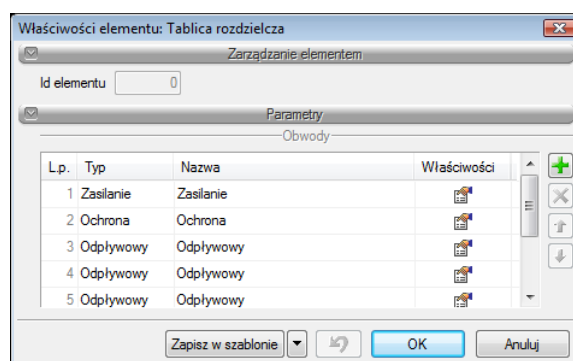 Właściwości elementu: Tablica rozdzielcza
Zarządzanie elementem
Id elementu 0
Parametry
Obwody
L.p. Typ Nazwa Właściwości
1 Zasilanie Zasilanie
2 Ochrona Ochrona
3 Odpływowy Odpływowy
4 Odpływowy Odpływowy
5 Odpływowy Odpływowy
Zapisz w szablonie OK Anuluj